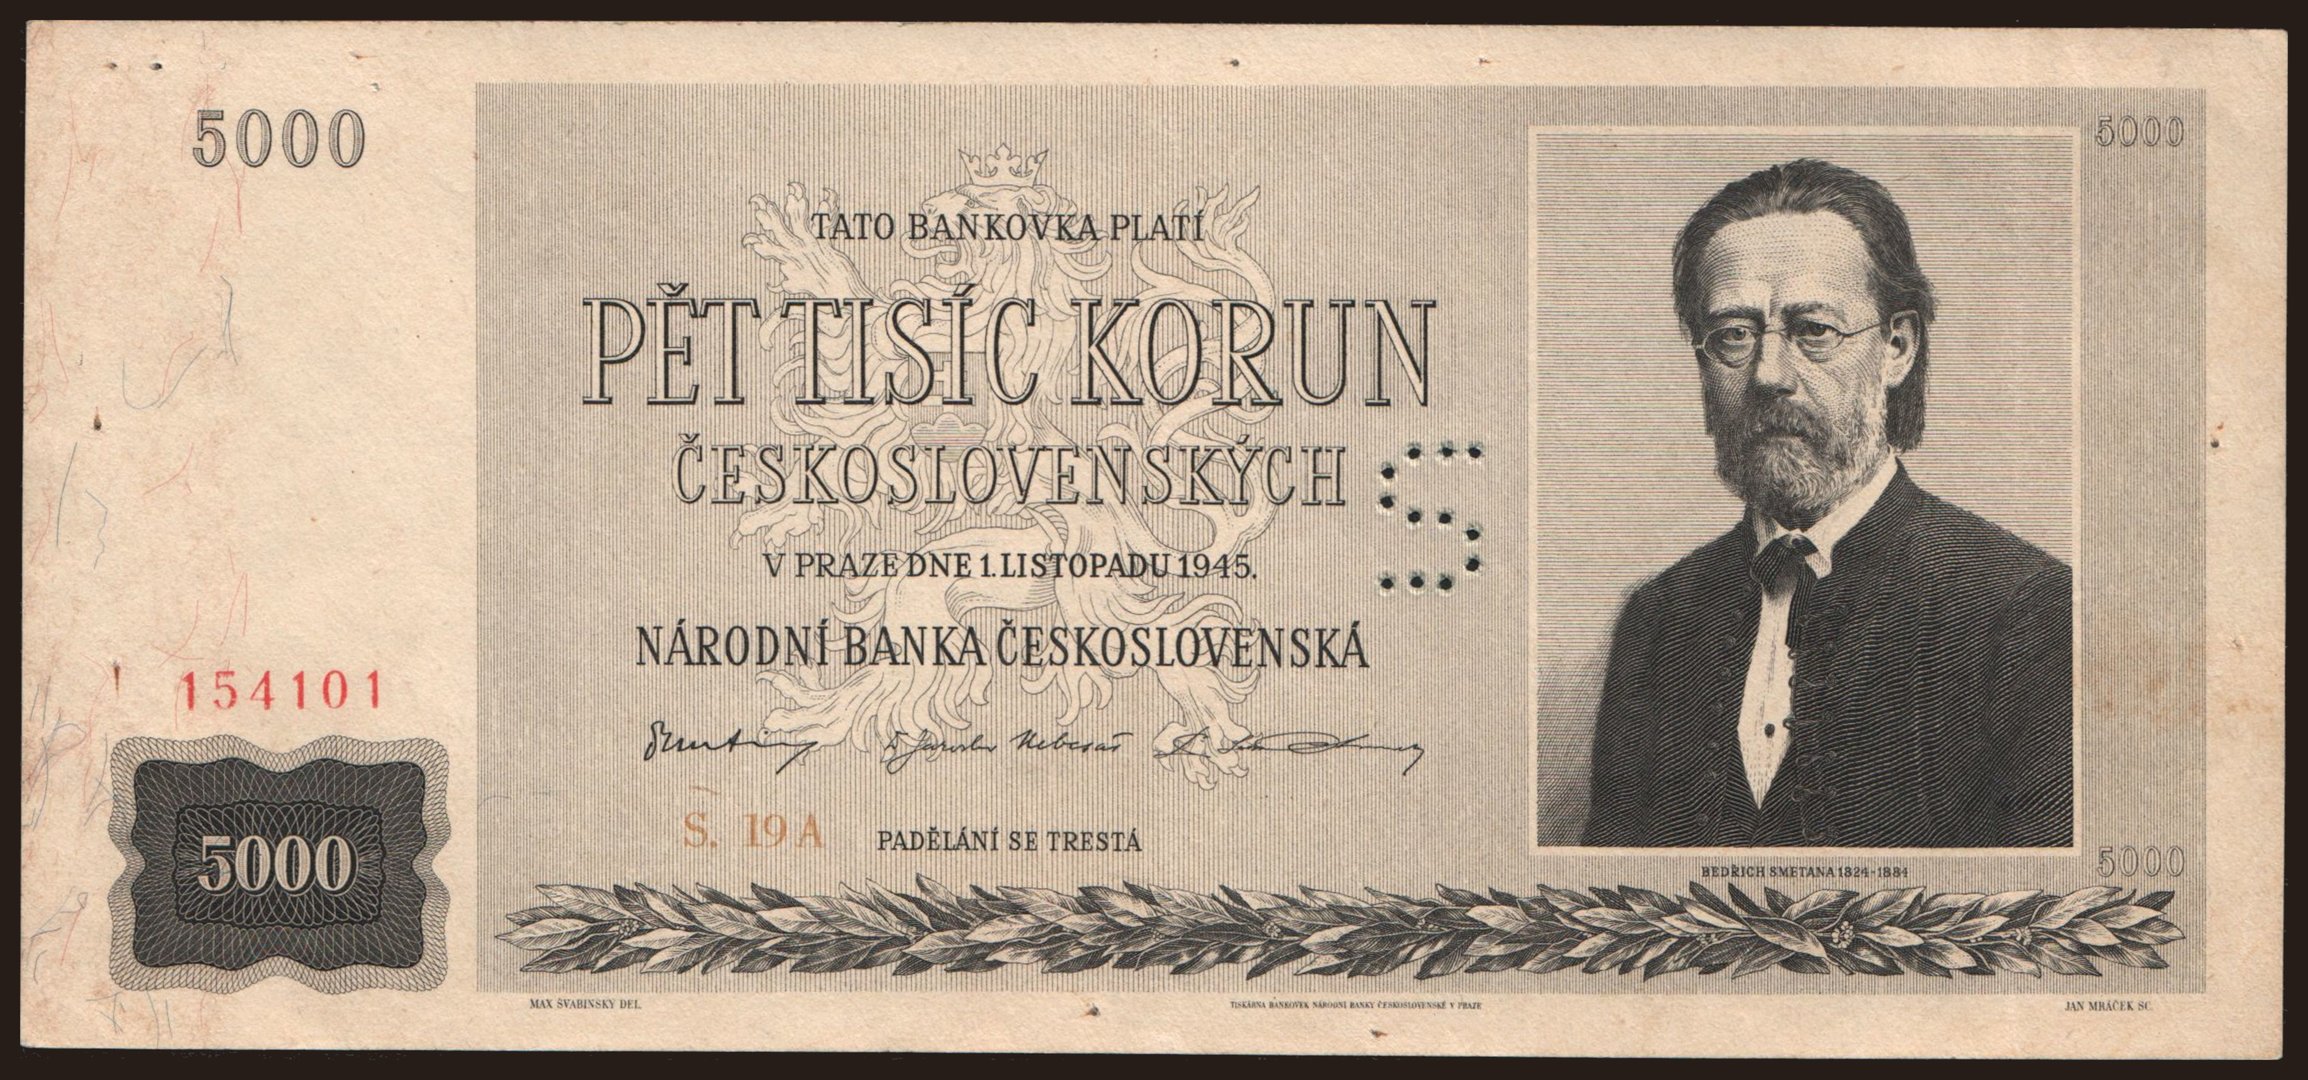 5000
5000
TATO BANKOVKA PLATÍ
PĚT TISÍC KORUN
ČESKOSLOVENSKÝCH
V PRAZE DNE 1. LISTOPADU 1945.
NÁRODNÍ BANKA ČESKOSLOVENSKÁ
154101
S
S. 19 A
PADĚLÁNÍ SE TRESTÁ
5000
5000
BEDŘICH SMETANA 1824-1884
MAX ŠVABINSKÝ DEL.
TISKÁRNA BANKOVEK NÁRODNÍ BANKY ČESKOSLOVENSKÉ V PRAZE
JAN MRÁČEK SC.